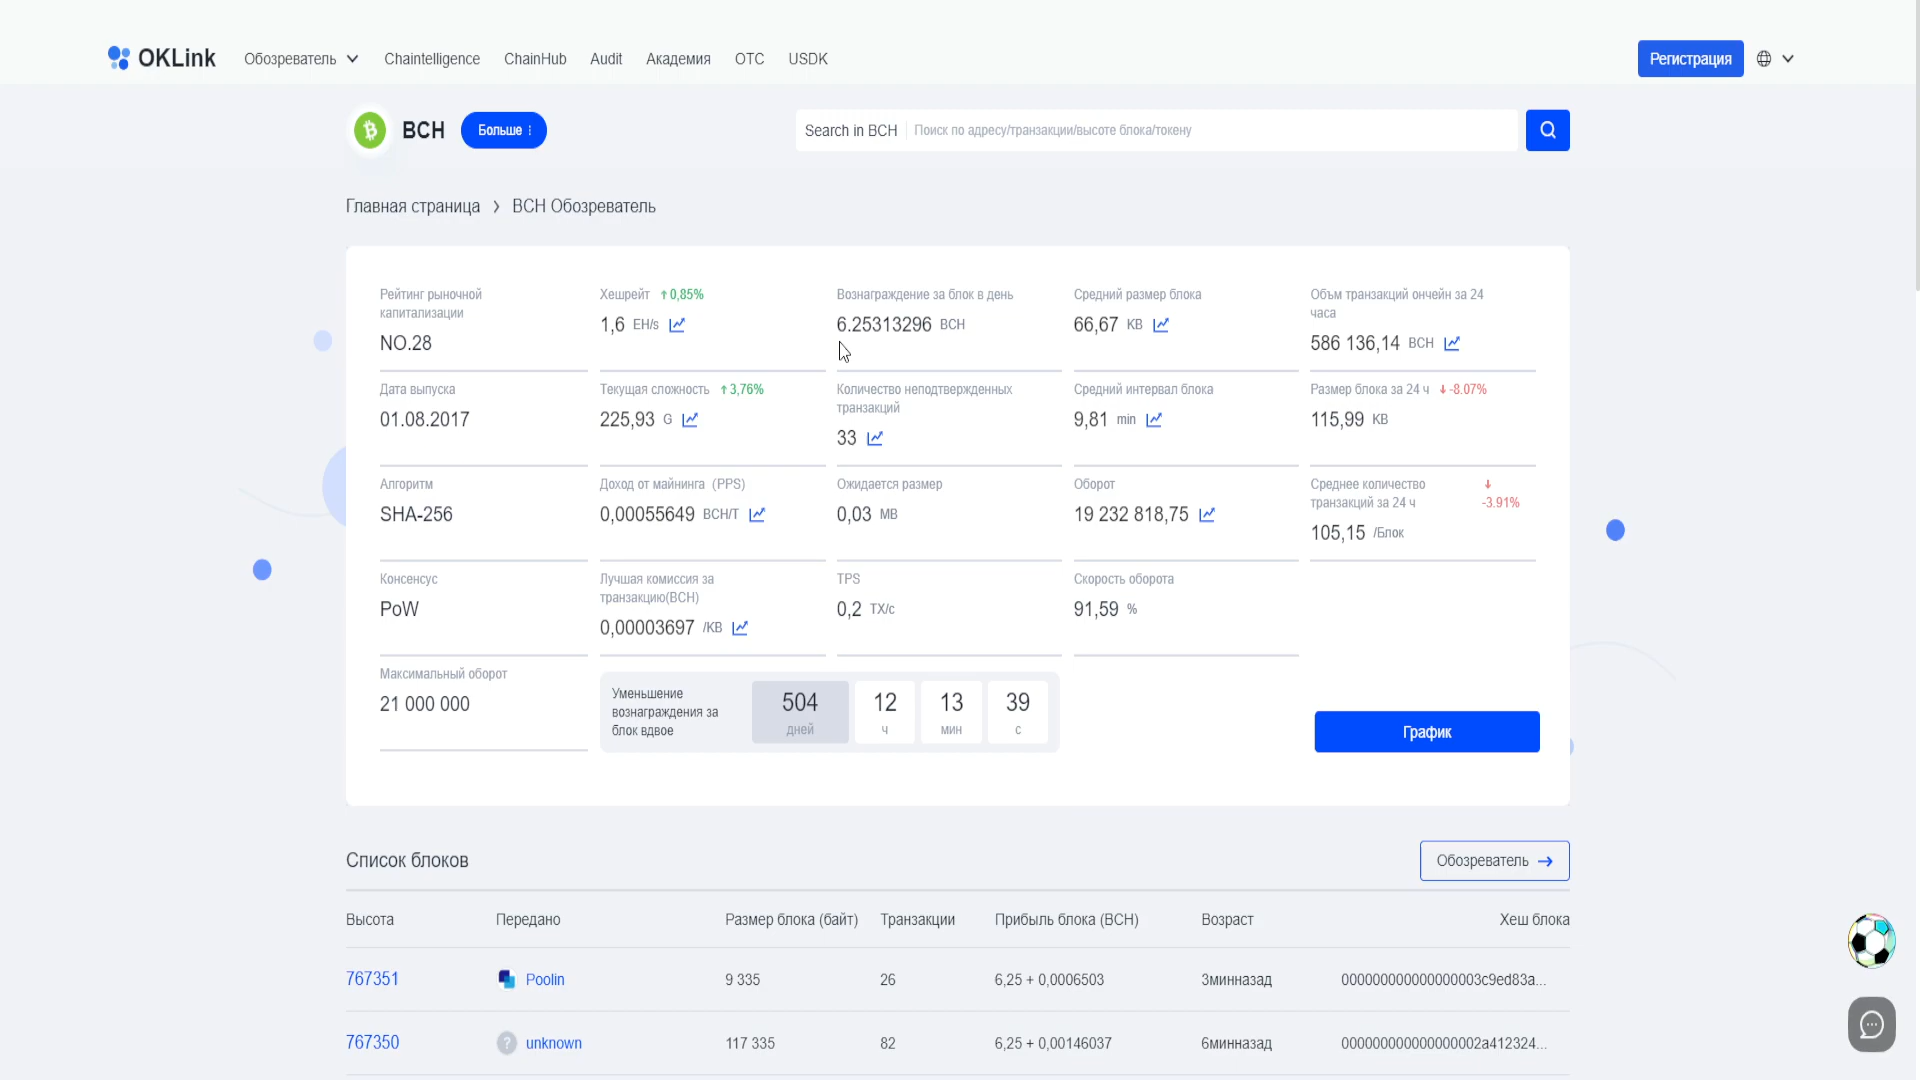 OKLink Обозреватель Chaintelligence ChainHub Audit Академия OTC USDK Регистрация
BCH Больше Search in BCH Поиск по адресу/транзакции/высоте блока/токену
Главная страница > BCH Обозреватель
Рейтинг рыночной
капитализации
NO.28
Хешрейт 0,85%
1,6 EH/s
Вознаграждение за блок в день
6.25313296 BCH
Средний размер блока
66,67 KB
Объм транзакций ончейн за 24
часа
586 136,14 BCH
Дата выпуска
01.08.2017
Текущая сложность 3,76%
225,93 G
Количество неподтвержденных
транзакций
33
Средний интервал блока
9,81 min
Размер блока за 24 ч -8.07%
115,99 KB
Алгоритм
SHA-256
Доход от майнинга (PPS)
0,00055649 BCH/T
Ожидается размер
0,03 MB
Оборот
19 232 818,75
Среднее количество
транзакций за 24 ч -3.91%
105,15 /Блок
Консенсус
PoW
Лучшая комиссия за
транзакцию(BCH)
0,00003697 /KB
TPS
0,2 TX/с
Скорость оборота
91,59 %
Максимальный оборот
21 000 000
Уменьшение
вознаграждения за
блок вдвое
504 12 13 39
дней ч мин с
График
Список блоков Обозреватель
Высота Передано Размер блока (байт) Транзакции Прибыль блока (BCH) Возраст Хеш блока
767351 Poolin 9 335 26 6,25 + 0,0006503 3минназад 000000000000000003c9ed83a...
767350 unknown 117 335 82 6,25 + 0,00146037 6минназад 000000000000000002a412324...